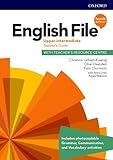 OXFORD
fourth edition
English File
Upper-intermediate
Teacher's Guide
WITH TEACHER'S RESOURCE CENTRE
Christina Latham-Koenig
Clive Oxenden
Kate Chomacki
Includes photocopiable
Grammar, Communication,
and Vocabulary activities